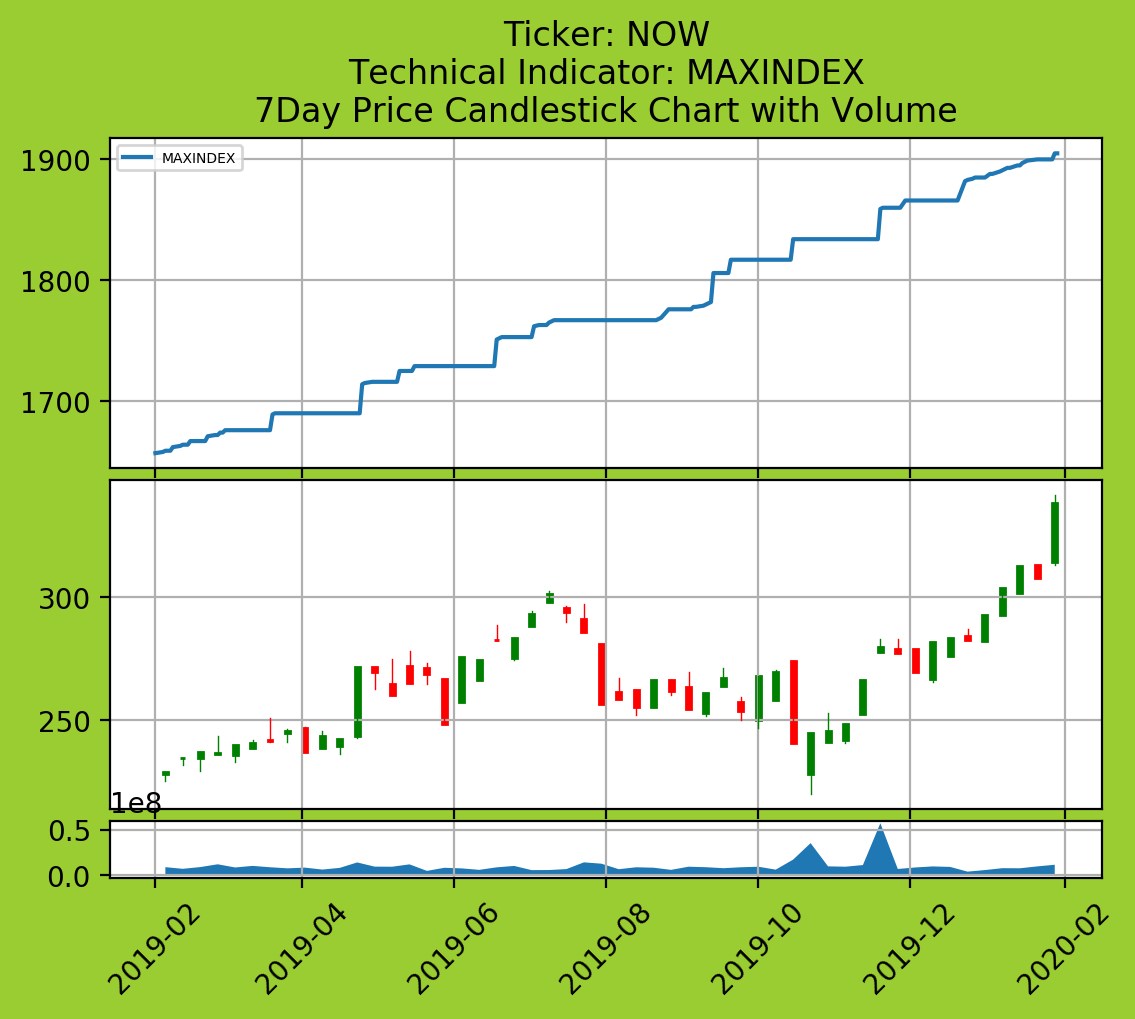 Ticker: NOW
Technical Indicator: MAXINDEX
7Day Price Candlestick Chart with Volume
MAXINDEX
1900
1800
1700
300
250
1e8
0.5
0.0
2019-02
2019-04
2019-06
2019-08
2019-10
2019-12
2020-02